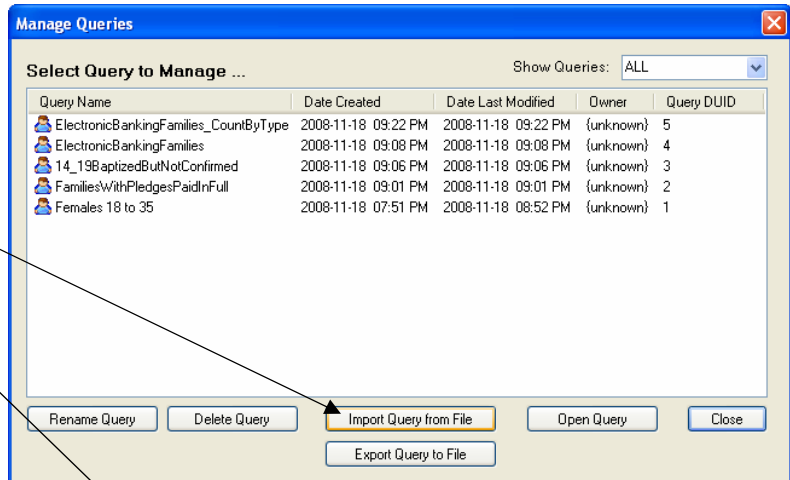 Manage Queries
Select Query to Manage ... Show Queries: ALL
Query Name Date Created Date Last Modified Owner Query DUID
ElectronicBankingFamilies_CountByType 2008-11-18 09:22 PM 2008-11-18 09:22 PM {unknown} 5
ElectronicBankingFamilies 2008-11-18 09:08 PM 2008-11-18 09:08 PM {unknown} 4
14_19BaptizedButNotConfirmed 2008-11-18 09:06 PM 2008-11-18 09:06 PM {unknown} 3
FamiliesWithPledgesPaidInFull 2008-11-18 09:01 PM 2008-11-18 09:01 PM {unknown} 2
Females 18 to 35 2008-11-18 07:51 PM 2008-11-18 08:52 PM {unknown} 1
Rename Query Delete Query Import Query from File Open Query Close
Export Query to File